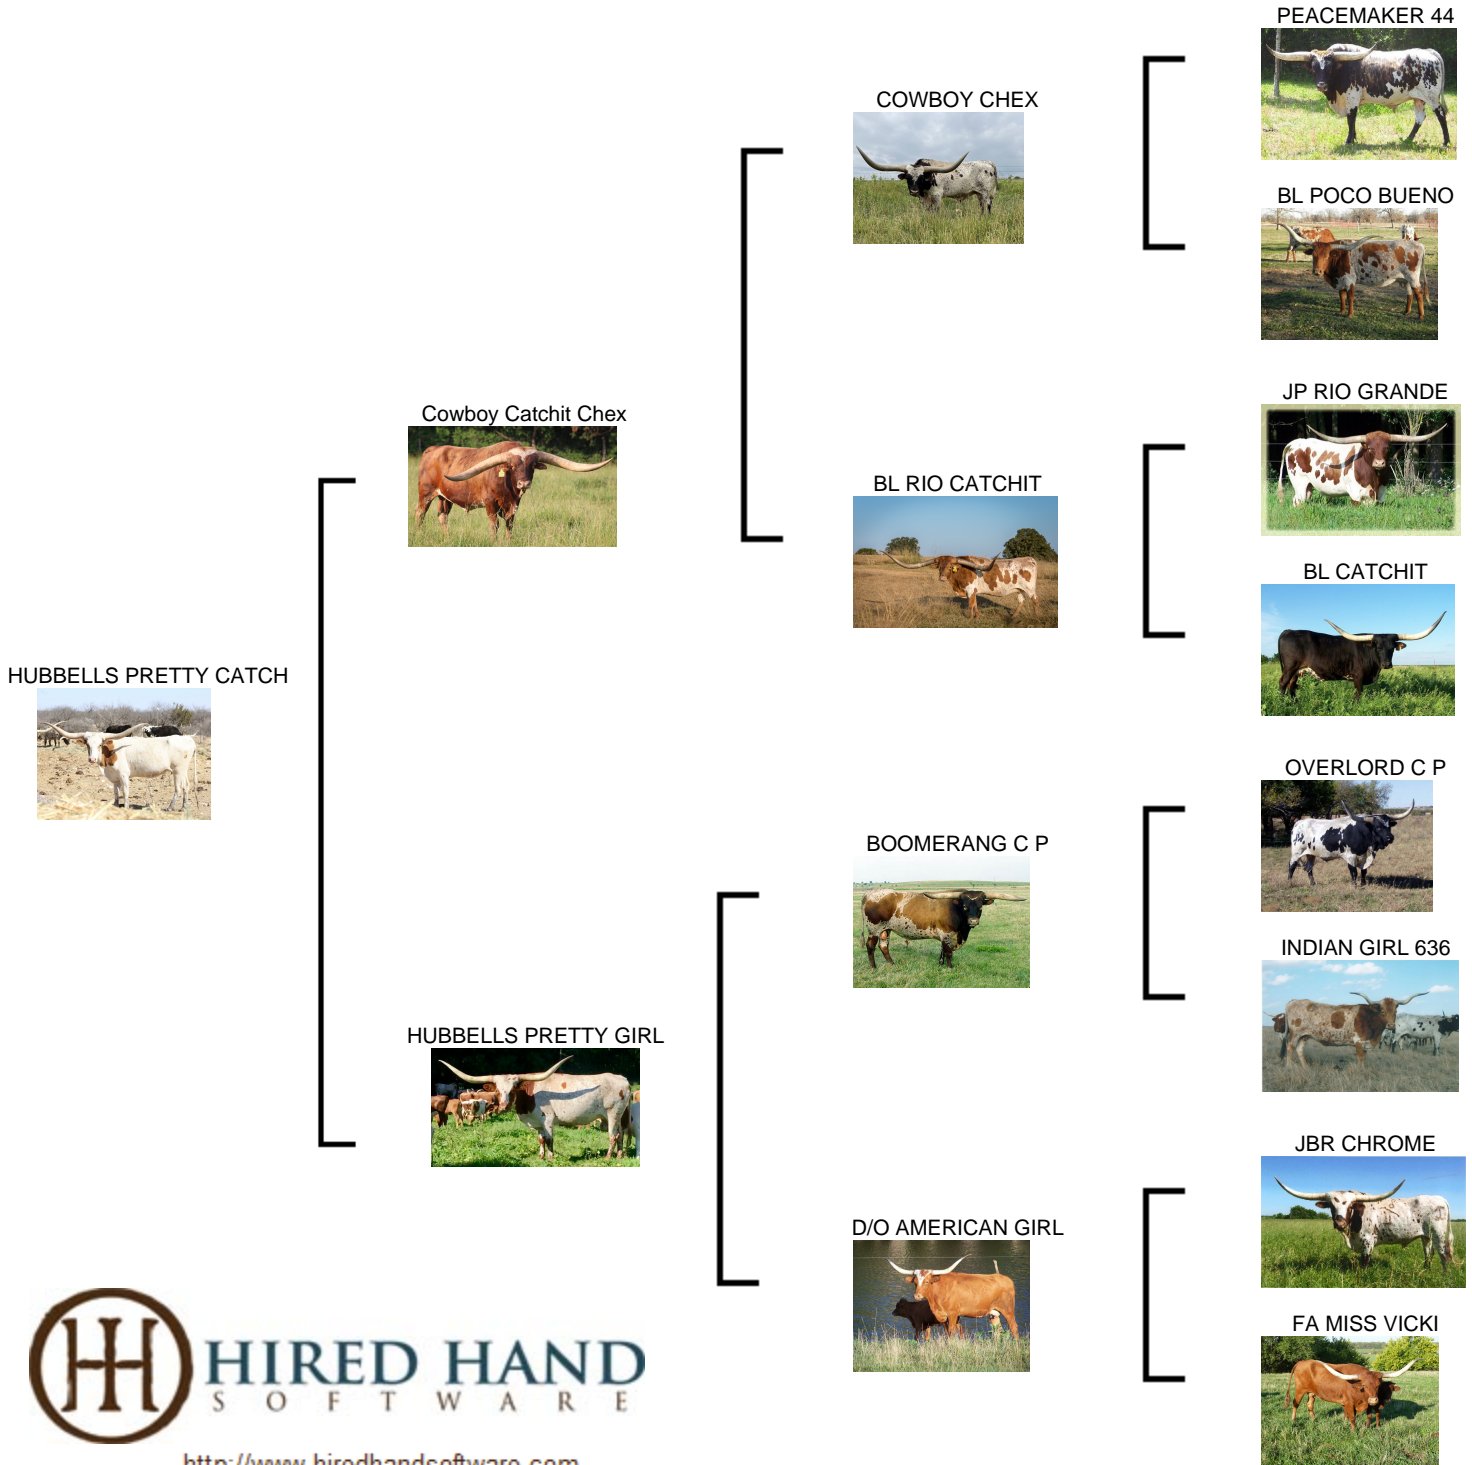 PEACEMAKER 44
COWBOY CHEX
BL POCO BUENO
JP RIO GRANDE
Cowboy Catchit Chex
BL RIO CATCHIT
BL CATCHIT
HUBBELLS PRETTY CATCH
OVERLORD C P
BOOMERANG C P
INDIAN GIRL 636
HUBBELLS PRETTY GIRL
JBR CHROME
D/O AMERICAN GIRL
FA MISS VICKI
HIRED HAND
SOFTWARE
http://www.hiredhandsoftware.com